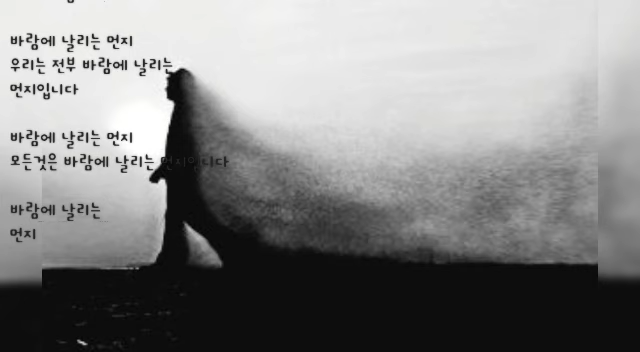 바람에 날리는 먼지
우리는 전부 바람에 날리는
먼지입니다
바람에 날리는 먼지
모든것은 바람에 날리는 먼지입니다
바람에 날리는
먼지